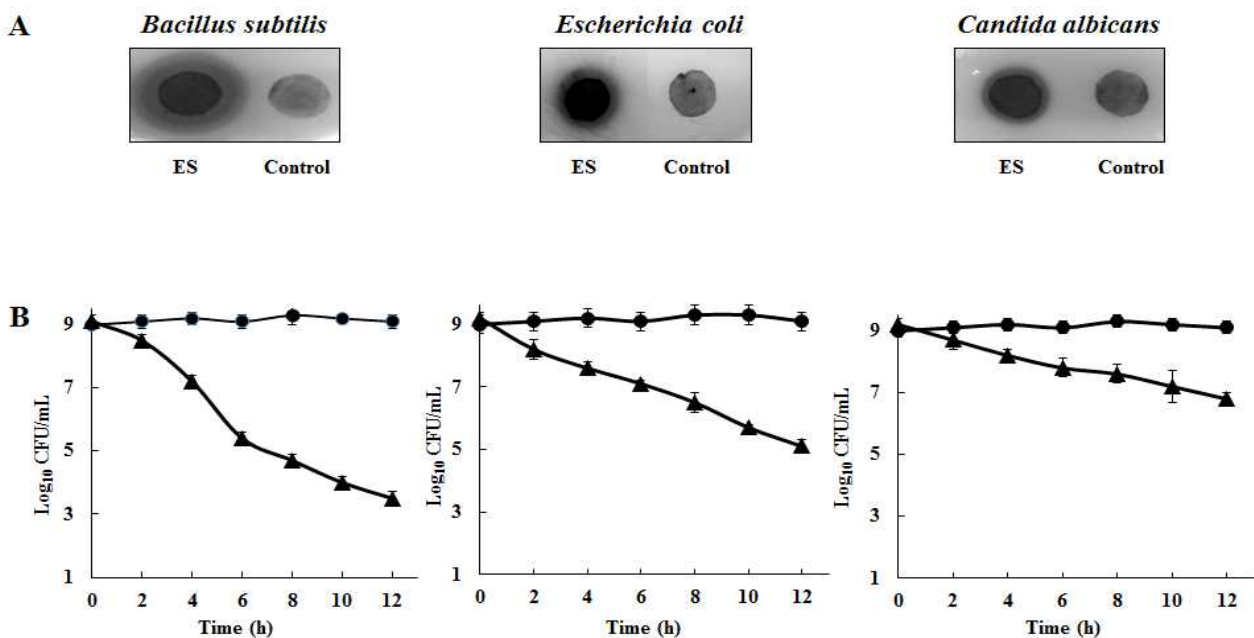 A
Bacillus subtilis
Escherichia coli
Candida albicans
ES Control
ES Control
ES Control
B
Log10 CFU/mL
9
7
5
3
1
0 2 4 6 8 10 12
Time (h)
Log10 CFU/mL
9
7
5
3
1
0 2 4 6 8 10 12
Time (h)
Log10 CFU/mL
9
7
5
3
1
0 2 4 6 8 10 12
Time (h)